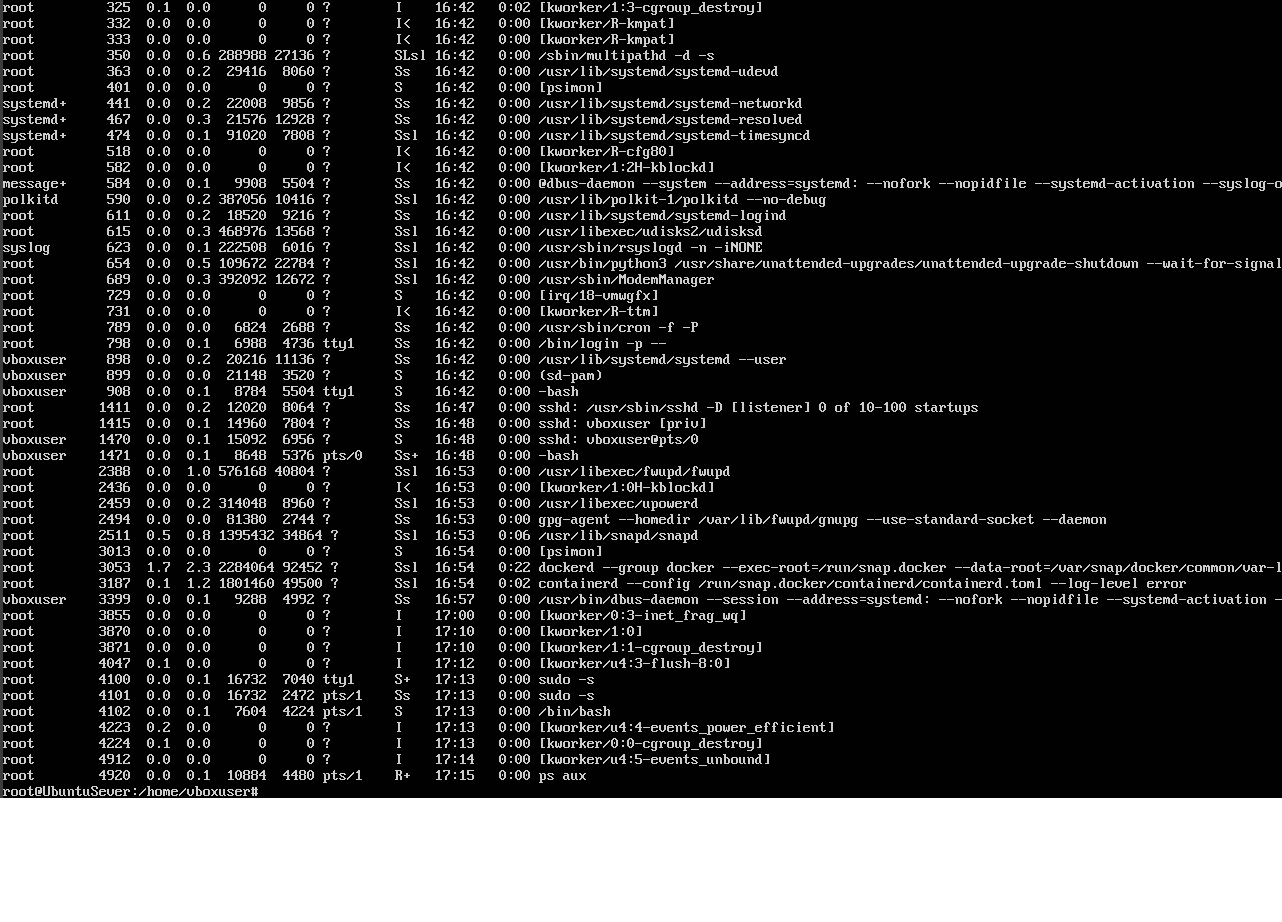 root         325  0.1  0.0      0     0 ?        I    16:42   0:02 [kworker/1:3-cgroup_destroy]
root         332  0.0  0.0      0     0 ?        I<   16:42   0:00 [kworker/R-kmpat]
root         333  0.0  0.0      0     0 ?        I<   16:42   0:00 [kworker/R-kmpat]
root         350  0.0  0.6 288988 27136 ?        SLsl 16:42   0:00 /sbin/multipathd -d -s
root         363  0.0  0.2  29416  8060 ?        Ss   16:42   0:00 /usr/lib/systemd/systemd-udevd
root         401  0.0  0.0      0     0 ?        S    16:42   0:00 [psimon]
systemd+     441  0.0  0.2  22008  9856 ?        Ss   16:42   0:00 /usr/lib/systemd/systemd-networkd
systemd+     467  0.0  0.3  21576 12928 ?        Ss   16:42   0:00 /usr/lib/systemd/systemd-resolved
systemd+     474  0.0  0.1  91020  7808 ?        Ssl  16:42   0:00 /usr/lib/systemd/systemd-timesyncd
root         518  0.0  0.0      0     0 ?        I<   16:42   0:00 [kworker/R-cfg80]
root         582  0.0  0.0      0     0 ?        I<   16:42   0:00 [kworker/1:2H-kblockd]
message+     584  0.0  0.1   9908  5504 ?        Ss   16:42   0:00 @dbus-daemon --system --address=systemd: --nofork --nopidfile --systemd-activation --syslog-o
polkitd      590  0.0  0.2 387056 10416 ?        Ssl  16:42   0:00 /usr/lib/polkit-1/polkitd --no-debug
root         611  0.0  0.2  18520  9216 ?        Ss   16:42   0:00 /usr/lib/systemd/systemd-logind
root         615  0.0  0.3 468976 13568 ?        Ssl  16:42   0:00 /usr/libexec/udisks2/udisksd
syslog       623  0.0  0.1 222508  6016 ?        Ssl  16:42   0:00 /usr/sbin/rsyslogd -n -iNONE
root         654  0.0  0.5 109672 22784 ?        Ssl  16:42   0:00 /usr/bin/python3 /usr/share/unattended-upgrades/unattended-upgrade-shutdown --wait-for-signal
root         689  0.0  0.3 392092 12672 ?        Ssl  16:42   0:00 /usr/sbin/ModemManager
root         729  0.0  0.0      0     0 ?        S    16:42   0:00 [irq/18-vmwgfx]
root         731  0.0  0.0      0     0 ?        I<   16:42   0:00 [kworker/R-ttm]
root         789  0.0  0.0   6824  2688 ?        Ss   16:42   0:00 /usr/sbin/cron -f -P
root         798  0.0  0.1   6988  4736 tty1     Ss   16:42   0:00 /bin/login -p --
vboxuser     898  0.0  0.2  20216 11136 ?        Ss   16:42   0:00 /usr/lib/systemd/systemd --user
vboxuser     899  0.0  0.0  21148  3520 ?        S    16:42   0:00 (sd-pam)
vboxuser     908  0.0  0.1   8784  5504 tty1     S    16:42   0:00 -bash
root        1411  0.0  0.2  12020  8064 ?        Ss   16:47   0:00 sshd: /usr/sbin/sshd -D [listener] 0 of 10-100 startups
root        1415  0.0  0.1  14960  7804 ?        Ss   16:48   0:00 sshd: vboxuser [priv]
vboxuser    1470  0.0  0.1  15092  6956 ?        S    16:48   0:00 sshd: vboxuser@pts/0
vboxuser    1471  0.0  0.1   8648  5376 pts/0    Ss+  16:48   0:00 -bash
root        2388  0.0  1.0 576168 40804 ?        Ssl  16:53   0:00 /usr/libexec/fwupd/fwupd
root        2436  0.0  0.0      0     0 ?        I<   16:53   0:00 [kworker/1:0H-kblockd]
root        2459  0.0  0.2 314048  8960 ?        Ssl  16:53   0:00 /usr/libexec/upowerd
root        2494  0.0  0.0  81380  2744 ?        Ss   16:53   0:00 gpg-agent --homedir /var/lib/fwupd/gnupg --use-standard-socket --daemon
root        2511  0.5  0.8 1395432 34864 ?       Ssl  16:53   0:06 /usr/lib/snapd/snapd
root        3013  0.0  0.0      0     0 ?        S    16:54   0:00 [psimon]
root        3053  1.7  2.3 2284064 92452 ?       Ssl  16:54   0:22 dockerd --group docker --exec-root=/run/snap.docker --data-root=/var/snap/docker/common/var-l
root        3187  0.1  1.2 1801460 49500 ?       Ssl  16:54   0:02 containerd --config /run/snap.docker/containerd/containerd.toml --log-level error
vboxuser    3399  0.0  0.1   9288  4992 ?        Ss   16:57   0:00 /usr/bin/dbus-daemon --session --address=systemd: --nofork --nopidfile --systemd-activation -
root        3855  0.0  0.0      0     0 ?        I    17:00   0:00 [kworker/0:3-inet_frag_wq]
root        3870  0.0  0.0      0     0 ?        I    17:10   0:00 [kworker/1:0]
root        3871  0.0  0.0      0     0 ?        I    17:10   0:00 [kworker/1:1-cgroup_destroy]
root        4047  0.1  0.0      0     0 ?        I    17:12   0:00 [kworker/u4:3-flush-8:0]
root        4100  0.0  0.1  16732  7040 tty1     S+   17:13   0:00 sudo -s
root        4101  0.0  0.0  16732  2472 pts/1    Ss   17:13   0:00 sudo -s
root        4102  0.0  0.1   7604  4224 pts/1    S    17:13   0:00 /bin/bash
root        4223  0.2  0.0      0     0 ?        I    17:13   0:00 [kworker/u4:4-events_power_efficient]
root        4224  0.1  0.0      0     0 ?        I    17:13   0:00 [kworker/0:0-cgroup_destroy]
root        4912  0.0  0.0      0     0 ?        I    17:14   0:00 [kworker/u4:5-events_unbound]
root        4920  0.0  0.1  10884  4480 pts/1    R+   17:15   0:00 ps aux
root@UbuntuSever:/home/vboxuser#